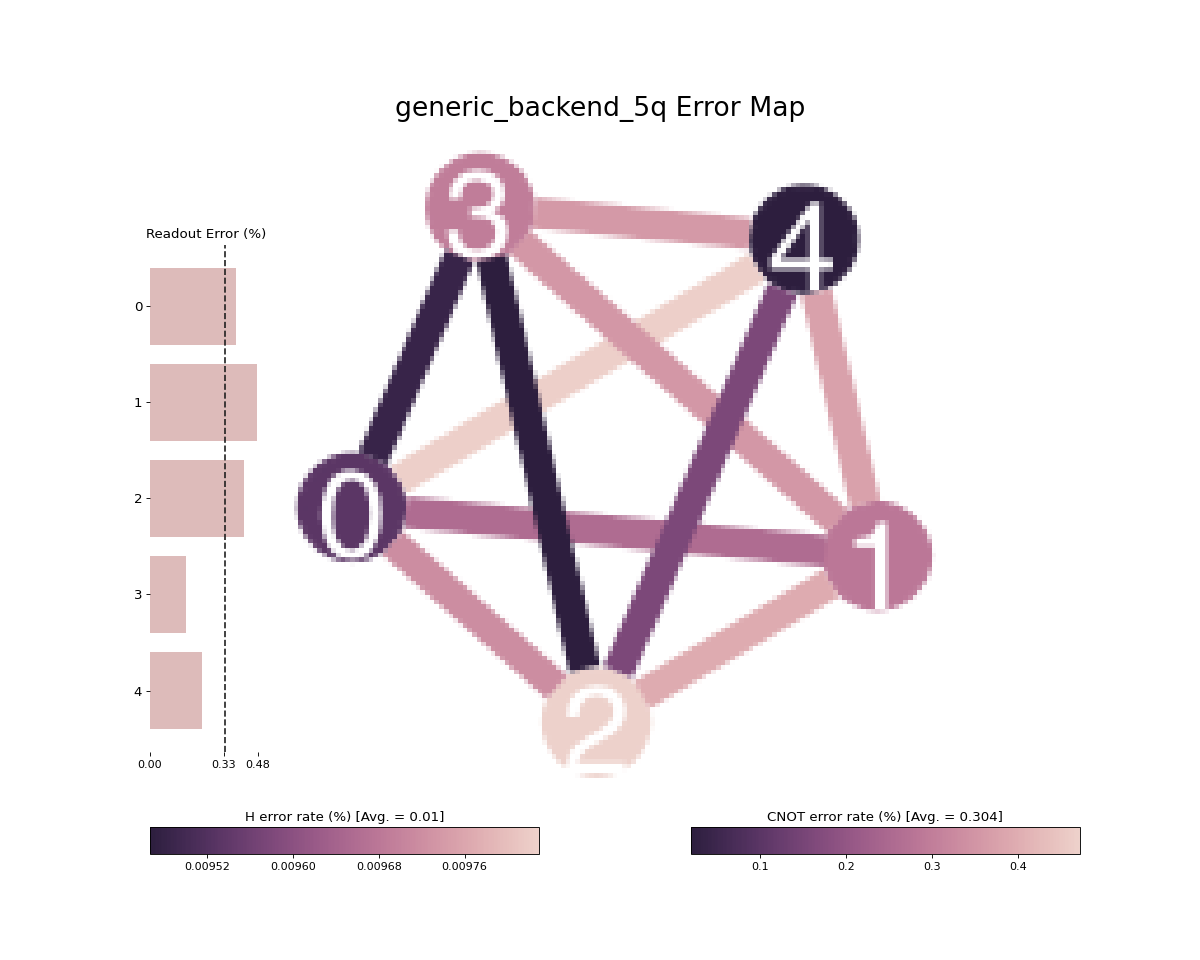 generic_backend_5q Error Map
Readout Error (%)
0
1
2
3
4
0.00 0.33 0.48
3
4
0
1
2
H error rate (%) [Avg. = 0.01]
0.00952 0.00960 0.00968 0.00976
CNOT error rate (%) [Avg. = 0.304]
0.1 0.2 0.3 0.4